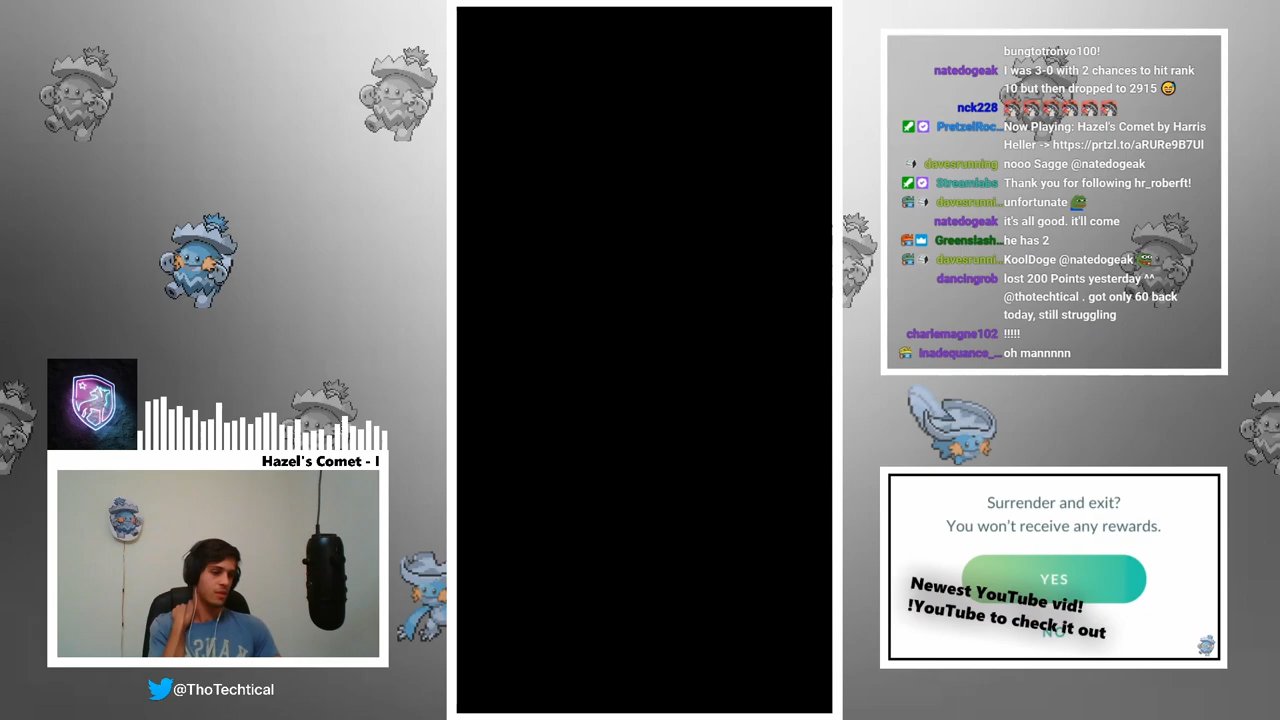 bungtotronvo100!
natedogeak I was 3-0 with 2 chances to hit rank
10 but then dropped to 2915
nck228
PretzelRoc... Now Playing: Hazel's Comet by Harris
Heller -> https://prtzl.to/aRURe9B7Ul
davesrunning nooo Sagge @natedogeak
Streamlabs Thank you for following hr_roberft!
davesrunni... unfortunate
natedogeak it's all good. it'll come
Greenslash... he has 2
davesrunni... KoolDoge @natedogeak
dancingrob lost 200 Points yesterday ^^
@thotechtical . got only 60 back
today, still struggling
charlemagne102 !!!!!
Inadequance_... oh mannnnn
Hazel's Comet - I
@ThoTechtical
Surrender and exit?
You won't receive any rewards.
YES
Newest YouTube vid!
!YouTube to check it out
NO